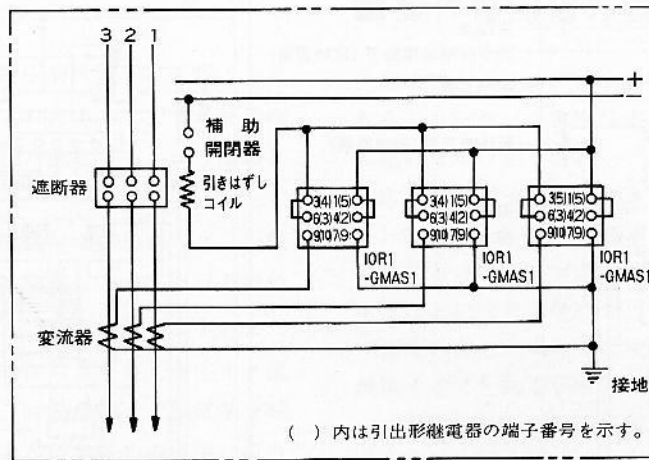 3 2 1
+
−
補助
開閉器
遮断器
引きはずし
コイル
3(4)1(5)
6(3)4(2)
9(10)7(9)
3(4)1(5)
6(3)4(2)
9(10)7(9)
3(5)1(5)
6(3)4(2)
9(10)7(9)
IOR1
-GMAS1
IOR1
-GMAS1
IOR1
-GMAS1
変流器
接地
( )内は引出形継電器の端子番号を示す。